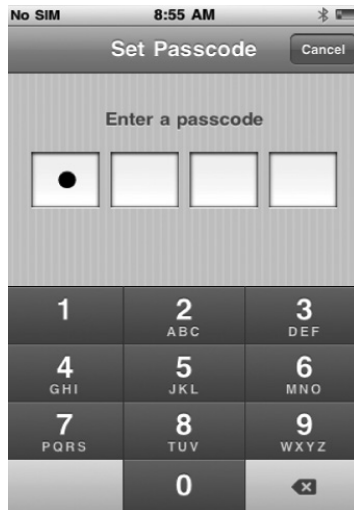 No SIM 8:55 AM
Set Passcode Cancel
Enter a passcode
1 2 3
ABC DEF
4 5 6
GHI JKL MNO
7 8 9
PQRS TUV WXYZ
0